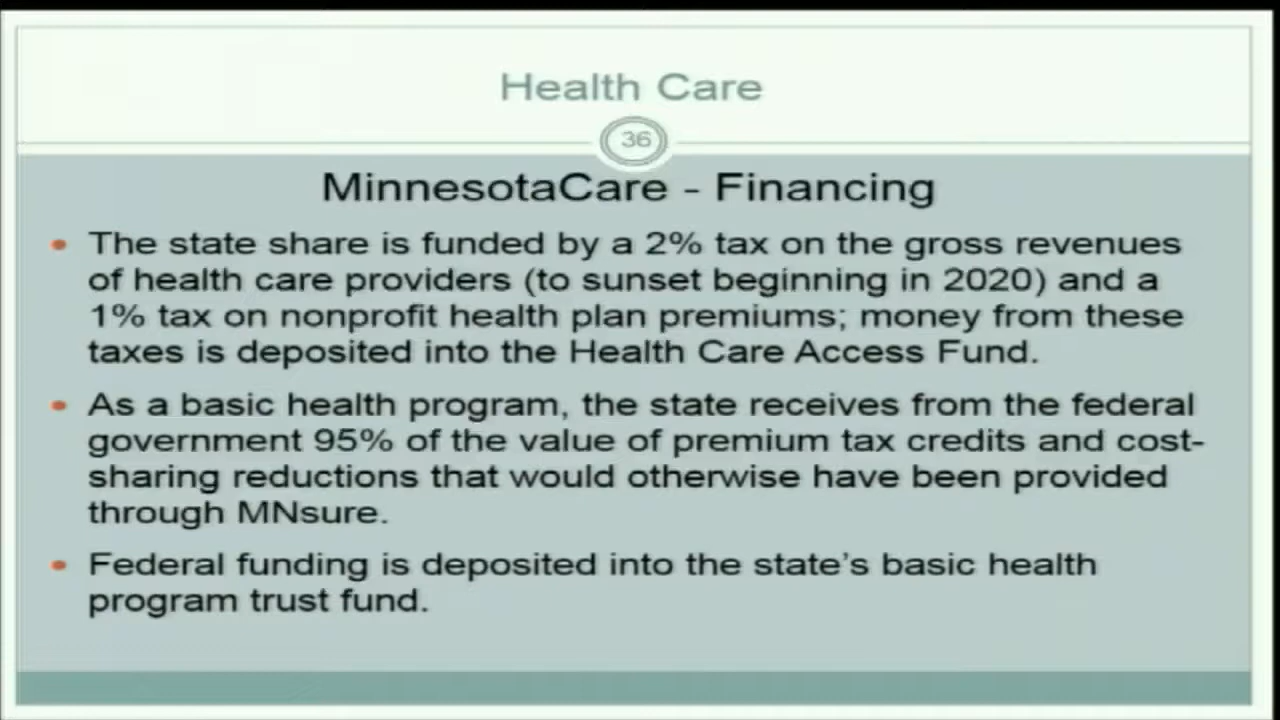 Health Care
36
MinnesotaCare - Financing
• The state share is funded by a 2% tax on the gross revenues
of health care providers (to sunset beginning in 2020) and a
1% tax on nonprofit health plan premiums; money from these
taxes is deposited into the Health Care Access Fund.
• As a basic health program, the state receives from the federal
government 95% of the value of premium tax credits and cost-
sharing reductions that would otherwise have been provided
through MNsure.
• Federal funding is deposited into the state’s basic health
program trust fund.